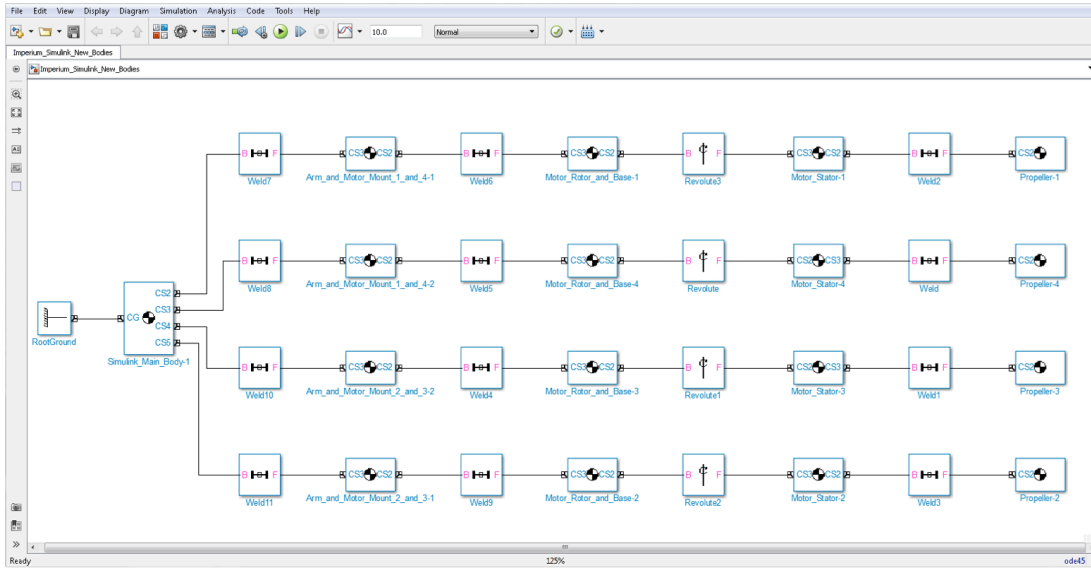 File Edit View Display Diagram Simulation Analysis Code Tools Help
10.0 Normal
Imperium_Simulink_New_Bodies
Imperium_Simulink_New_Bodies
B F CS3 CS2 B F CS3 CS2 B F CS2 CS3 B F CS2
Weld7 Arm_and_Motor_Mount_1_and_4-1 Weld6 Motor_Rotor_and_Base-1 Revolute3 Motor_Stator-1 Weld2 Propeller-1
B F CS3 CS2 B F CS3 CS2 B F CS2 CS3 B F CS2
Weld8 Arm_and_Motor_Mount_1_and_4-2 Weld5 Motor_Rotor_and_Base-4 Revolute Motor_Stator-4 Weld Propeller-4
CS2
CS3
CG
CS4
CS5
RootGround
Simulink_Main_Body-1
B F CS3 CS2 B F CS3 CS2 B F CS2 CS3 B F CS2
Weld10 Arm_and_Motor_Mount_2_and_3-2 Weld4 Motor_Rotor_and_Base-3 Revolute1 Motor_Stator-3 Weld1 Propeller-3
B F CS3 CS2 B F CS3 CS2 B F CS3 CS2 B F CS2
Weld11 Arm_and_Motor_Mount_2_and_3-1 Weld9 Motor_Rotor_and_Base-2 Revolute2 Motor_Stator-2 Weld3 Propeller-2
Ready 125% ode45